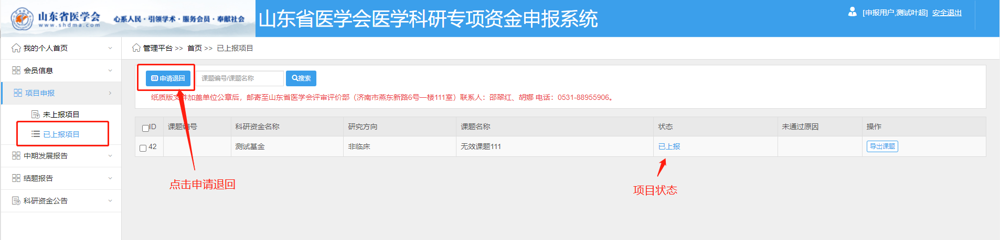 山东省医学会
www.shdma.com
心系人民·引领学术·服务会员·奉献社会
山东省医学会医学科研专项资金申报系统
[申报用户,测试叶超] 安全退出
我的个人首页
会员信息
项目申报
未上报项目
已上报项目
中期发展报告
结题报告
科研资金公告
管理平台 >> 首页 >> 已上报项目
申请退回 课题编号/课题名称 搜索
纸质版文件加盖单位公章后，邮寄至山东省医学会评审评价部（济南市燕东新路6号一楼111室）联系人：邵翠红、胡娜 电话：0531-88955906。
ID 课题编号 科研资金名称 研究方向 课题名称 状态 未通过原因 操作
42 测试基金 非临床 无效课题111 已上报 导出课题
点击申请退回
项目状态